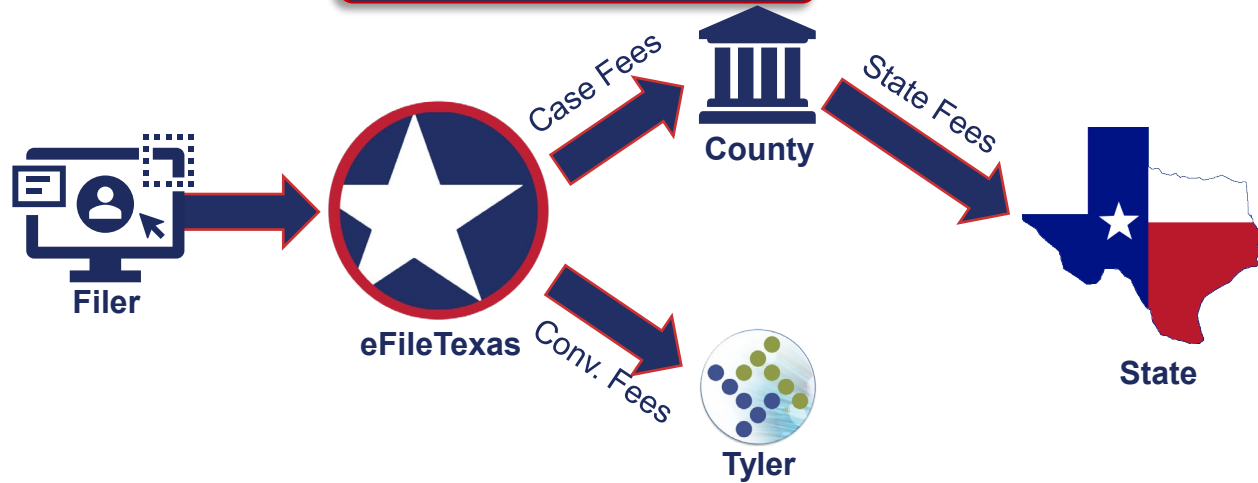 Case Fees
State Fees
County
Filer
eFileTexas
Conv. Fees
State
Tyler